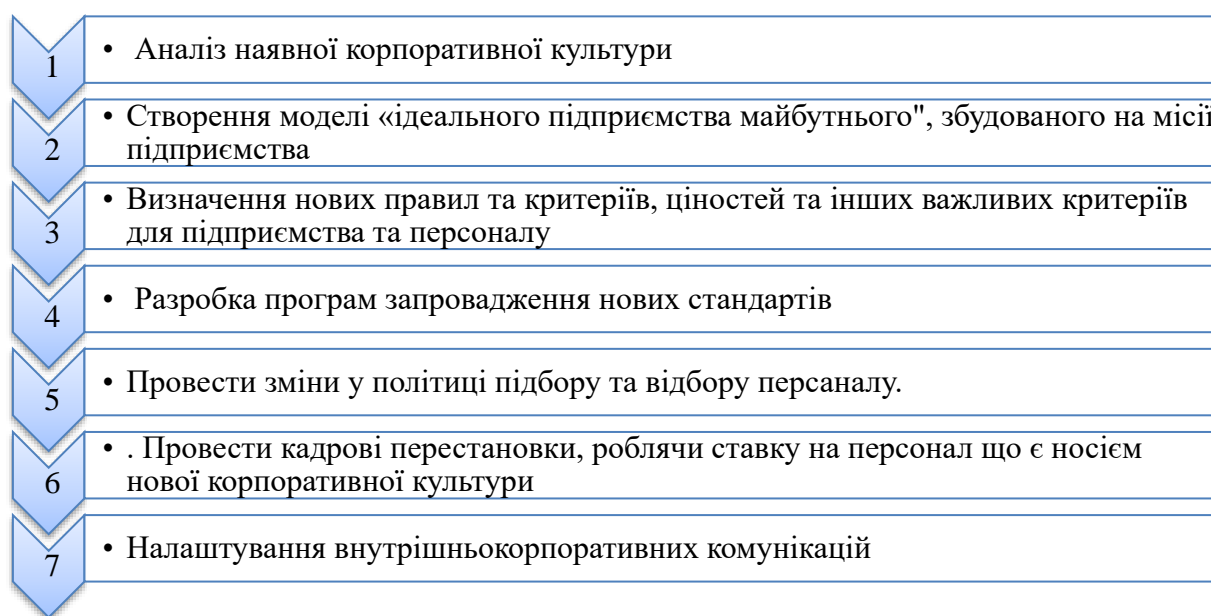 1
• Аналіз наявної корпоративної культури
2
• Створення моделі «ідеального підприємства майбутнього", збудованого на місії
підприємства
3
• Визначення нових правил та критеріїв, ціностей та інших важливих критеріїв
для підприємства та персоналу
4
• Разробка програм запровадження нових стандартів
5
• Провести зміни у політиці підбору та відбору персаналу.
6
• . Провести кадрові перестановки, роблячи ставку на персонал що є носієм
нової корпоративної культури
7
• Налаштування внутрішньокорпоративних комунікацій